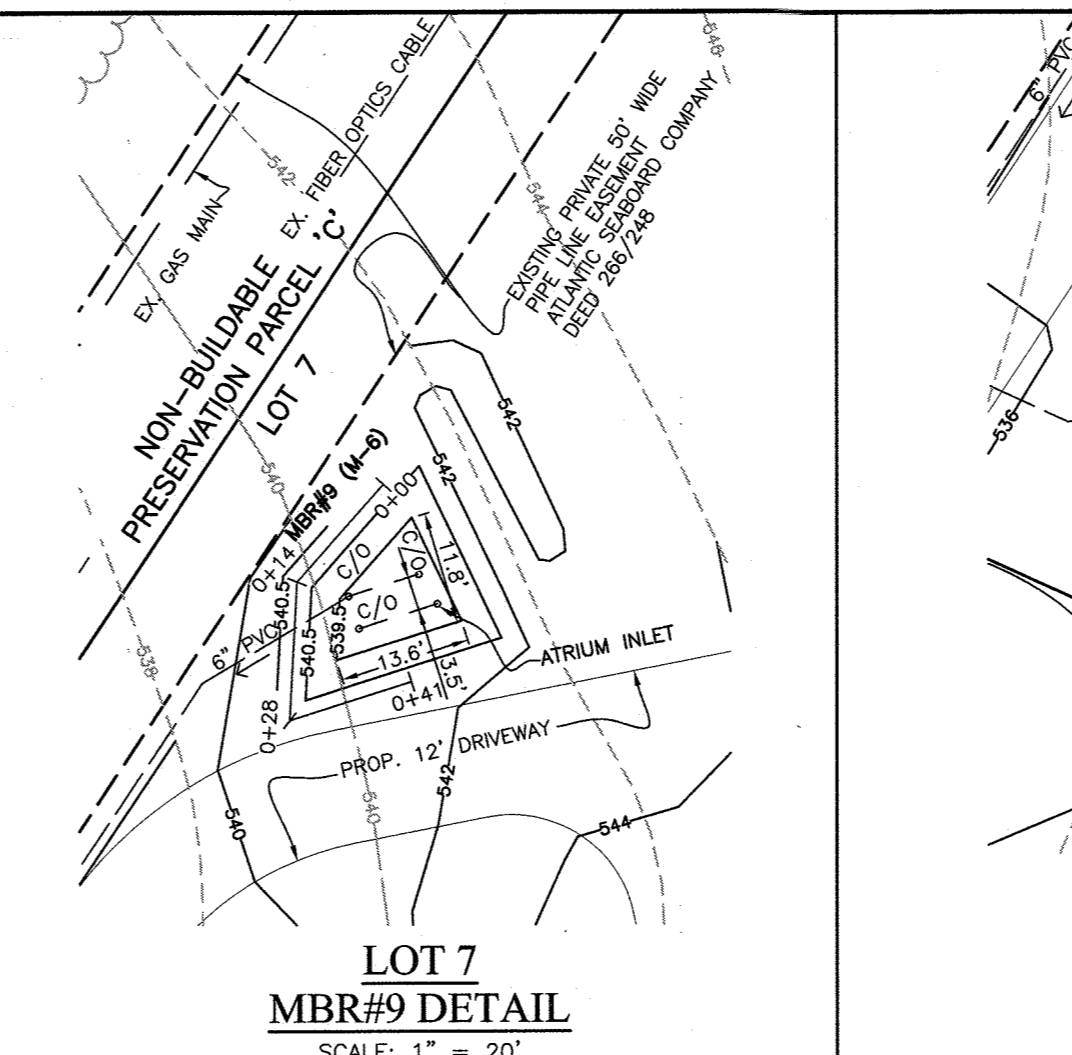 546
6" PVC
EX. FIBER OPTICS CABLE
542
EX. GAS MAIN
544
EXISTING PRIVATE 50' WIDE
PIPE LINE EASEMENT
ATLANTIC SEABOARD COMPANY
DEED 266/248
NON-BUILDABLE
PRESERVATION PARCEL 'C'
LOT 7
542
536
540
542
MBR#9 (M-6)
0+00
0+14
C/O
C/O
11.8'
540.5
C/O
539.5
6" PVC
540.5
538
13.6'
3.5'
ATRIUM INLET
0+28
0+41
PROP. 12' DRIVEWAY
542
540
540
544
LOT 7
MBR#9 DETAIL
SCALE: 1" = 20'